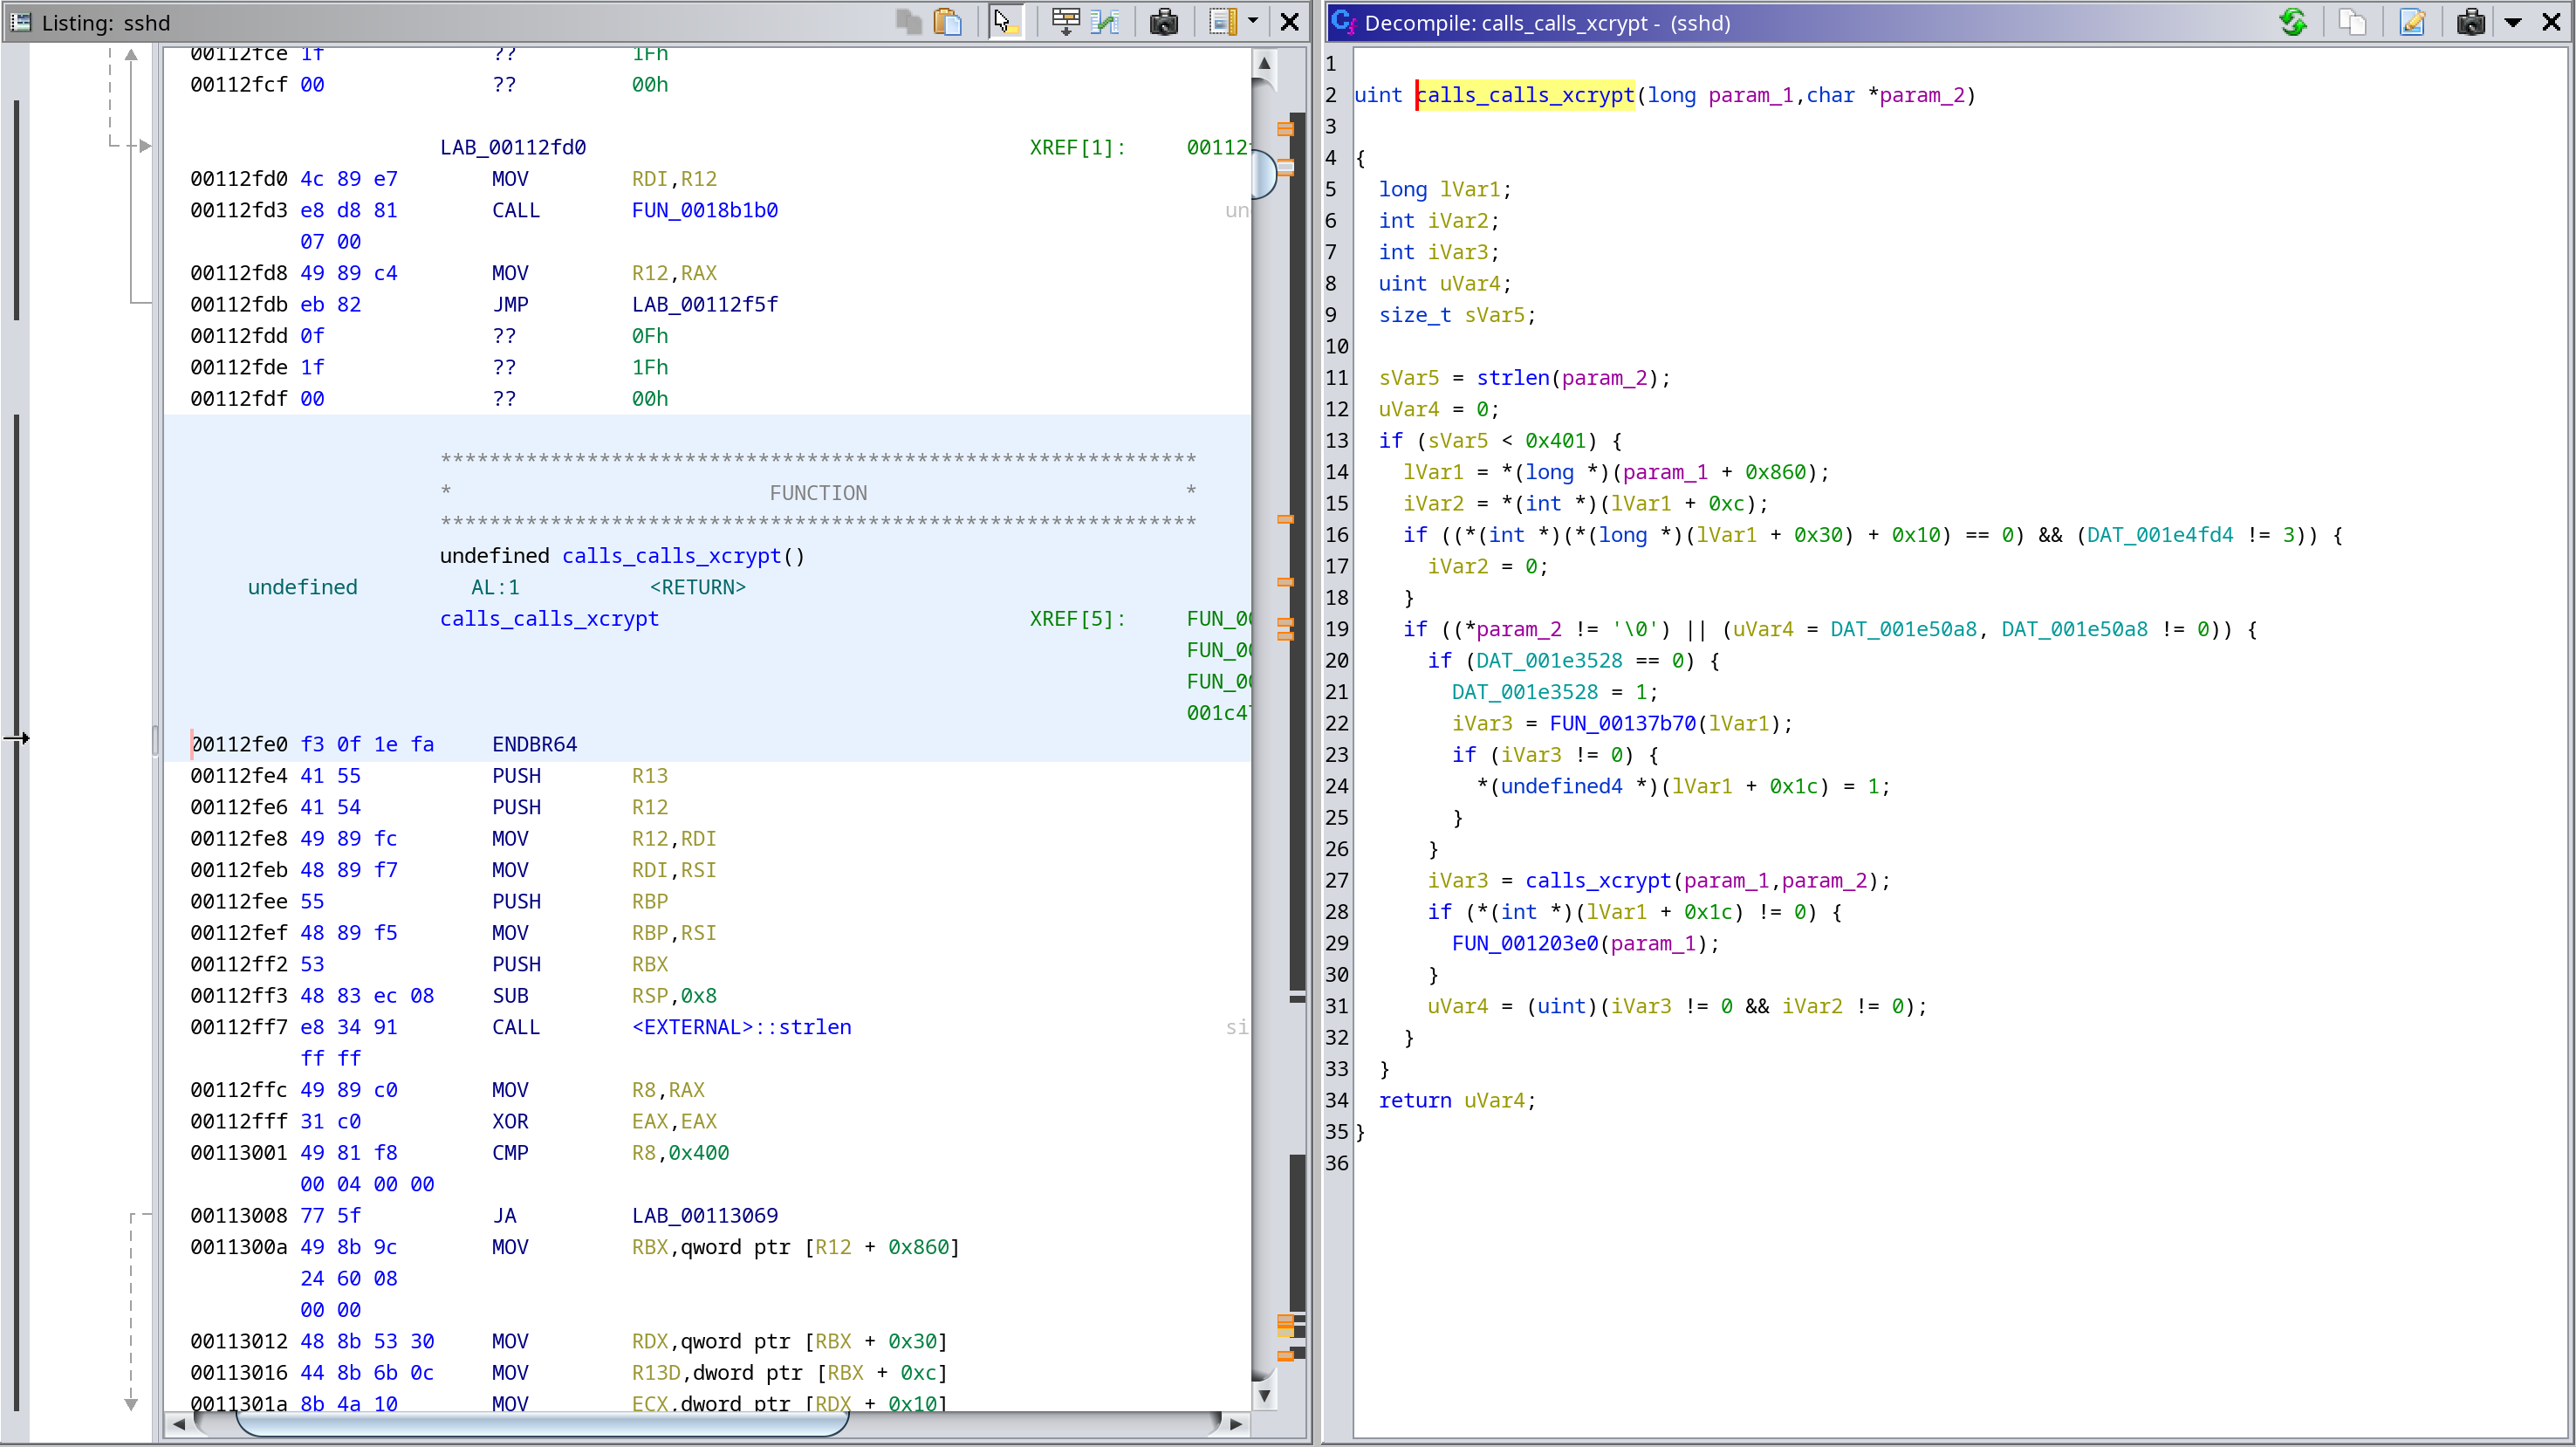 Listing: sshd
00112fce 1f ?? 1Fh
00112fcf 00 ?? 00h
LAB_00112fd0 XREF[1]: 00112
00112fd0 4c 89 e7 MOV RDI,R12
00112fd3 e8 d8 81 CALL FUN_0018b1b0 un
07 00
00112fd8 49 89 c4 MOV R12,RAX
00112fdb eb 82 JMP LAB_00112f5f
00112fdd 0f ?? 0Fh
00112fde 1f ?? 1Fh
00112fdf 00 ?? 00h
**************************************************************
* FUNCTION *
**************************************************************
undefined calls_calls_xcrypt()
undefined AL:1 <RETURN>
calls_calls_xcrypt XREF[5]: FUN_00
FUN_00
FUN_00
001c4
00112fe0 f3 0f 1e fa ENDBR64
00112fe4 41 55 PUSH R13
00112fe6 41 54 PUSH R12
00112fe8 49 89 fc MOV R12,RDI
00112feb 48 89 f7 MOV RDI,RSI
00112fee 55 PUSH RBP
00112fef 48 89 f5 MOV RBP,RSI
00112ff2 53 PUSH RBX
00112ff3 48 83 ec 08 SUB RSP,0x8
00112ff7 e8 34 91 CALL <EXTERNAL>::strlen si
ff ff
00112ffc 49 89 c0 MOV R8,RAX
00112fff 31 c0 XOR EAX,EAX
00113001 49 81 f8 CMP R8,0x400
00 04 00 00
00113008 77 5f JA LAB_00113069
0011300a 49 8b 9c MOV RBX,qword ptr [R12 + 0x860]
24 60 08
00 00
00113012 48 8b 53 30 MOV RDX,qword ptr [RBX + 0x30]
00113016 44 8b 6b 0c MOV R13D,dword ptr [RBX + 0xc]
0011301a 8b 4a 10 MOV ECX,dword ptr [RDX + 0x10]
Decompile: calls_calls_xcrypt - (sshd)
1
2 uint calls_calls_xcrypt(long param_1,char *param_2)
3
4 {
5 long lVar1;
6 int iVar2;
7 int iVar3;
8 uint uVar4;
9 size_t sVar5;
10
11 sVar5 = strlen(param_2);
12 uVar4 = 0;
13 if (sVar5 < 0x401) {
14 lVar1 = *(long *)(param_1 + 0x860);
15 iVar2 = *(int *)(lVar1 + 0xc);
16 if ((*(int *)(*(long *)(lVar1 + 0x30) + 0x10) == 0) && (DAT_001e4fd4 != 3)) {
17 iVar2 = 0;
18 }
19 if ((*param_2 != '\0') || (uVar4 = DAT_001e50a8, DAT_001e50a8 != 0)) {
20 if (DAT_001e3528 == 0) {
21 DAT_001e3528 = 1;
22 iVar3 = FUN_00137b70(lVar1);
23 if (iVar3 != 0) {
24 *(undefined4 *)(lVar1 + 0x1c) = 1;
25 }
26 }
27 iVar3 = calls_xcrypt(param_1,param_2);
28 if (*(int *)(lVar1 + 0x1c) != 0) {
29 FUN_001203e0(param_1);
30 }
31 uVar4 = (uint)(iVar3 != 0 && iVar2 != 0);
32 }
33 }
34 return uVar4;
35 }
36